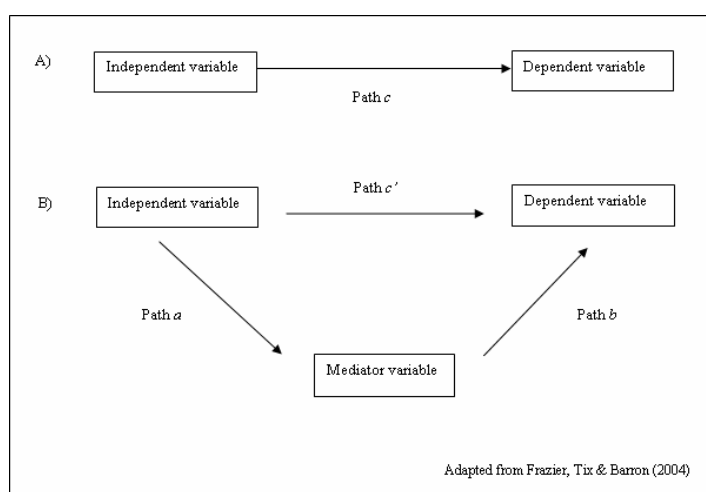 A)
Independent variable
Dependent variable
Path c
B)
Independent variable
Path c'
Dependent variable
Path a
Path b
Mediator variable
Adapted from Frazier, Tix & Barron (2004)